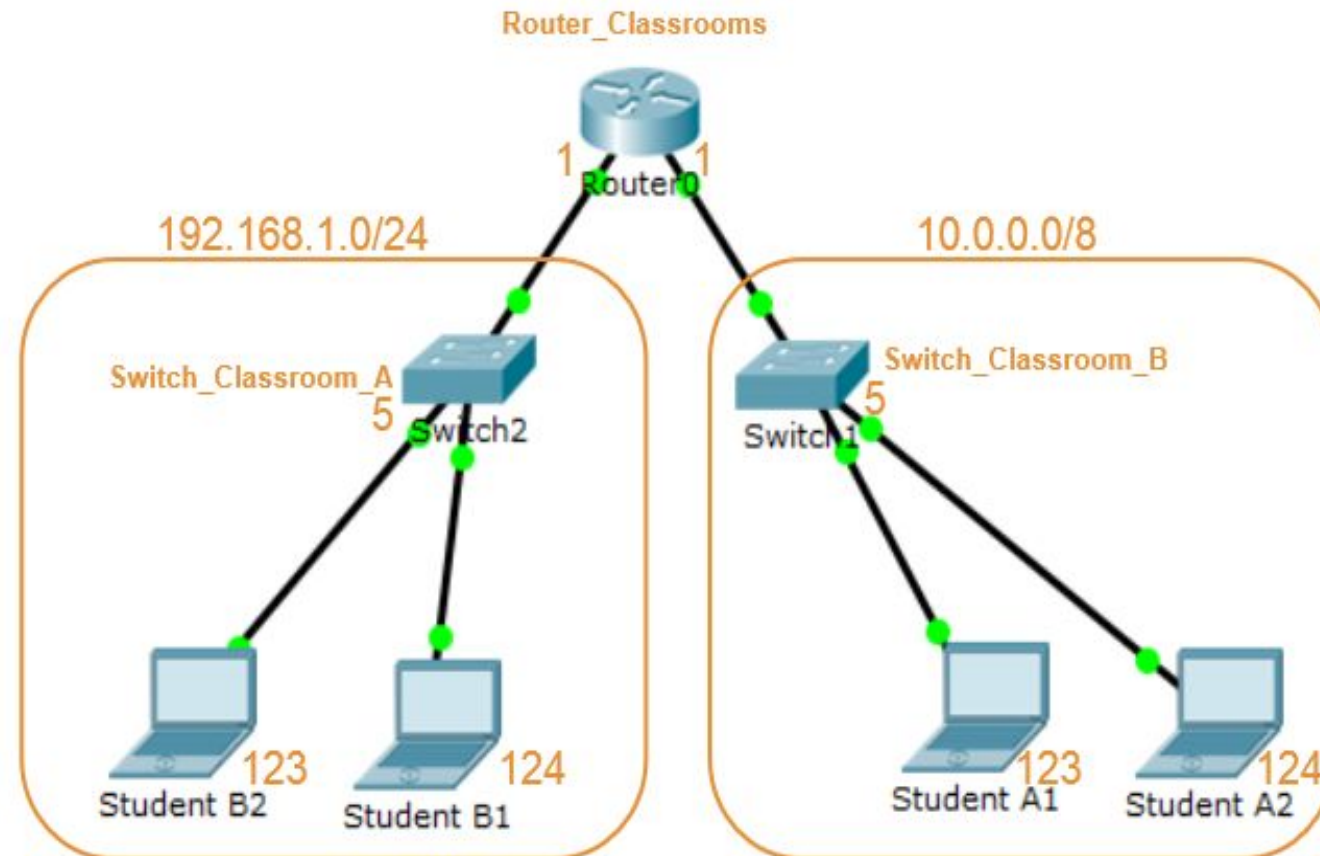 Router_Classrooms
1
1
Router0
192.168.1.0/24
10.0.0.0/8
Switch_Classroom_A
5
Switch2
Switch_Classroom_B
5
Switch1
123
Student B2
124
Student B1
123
Student A1
124
Student A2